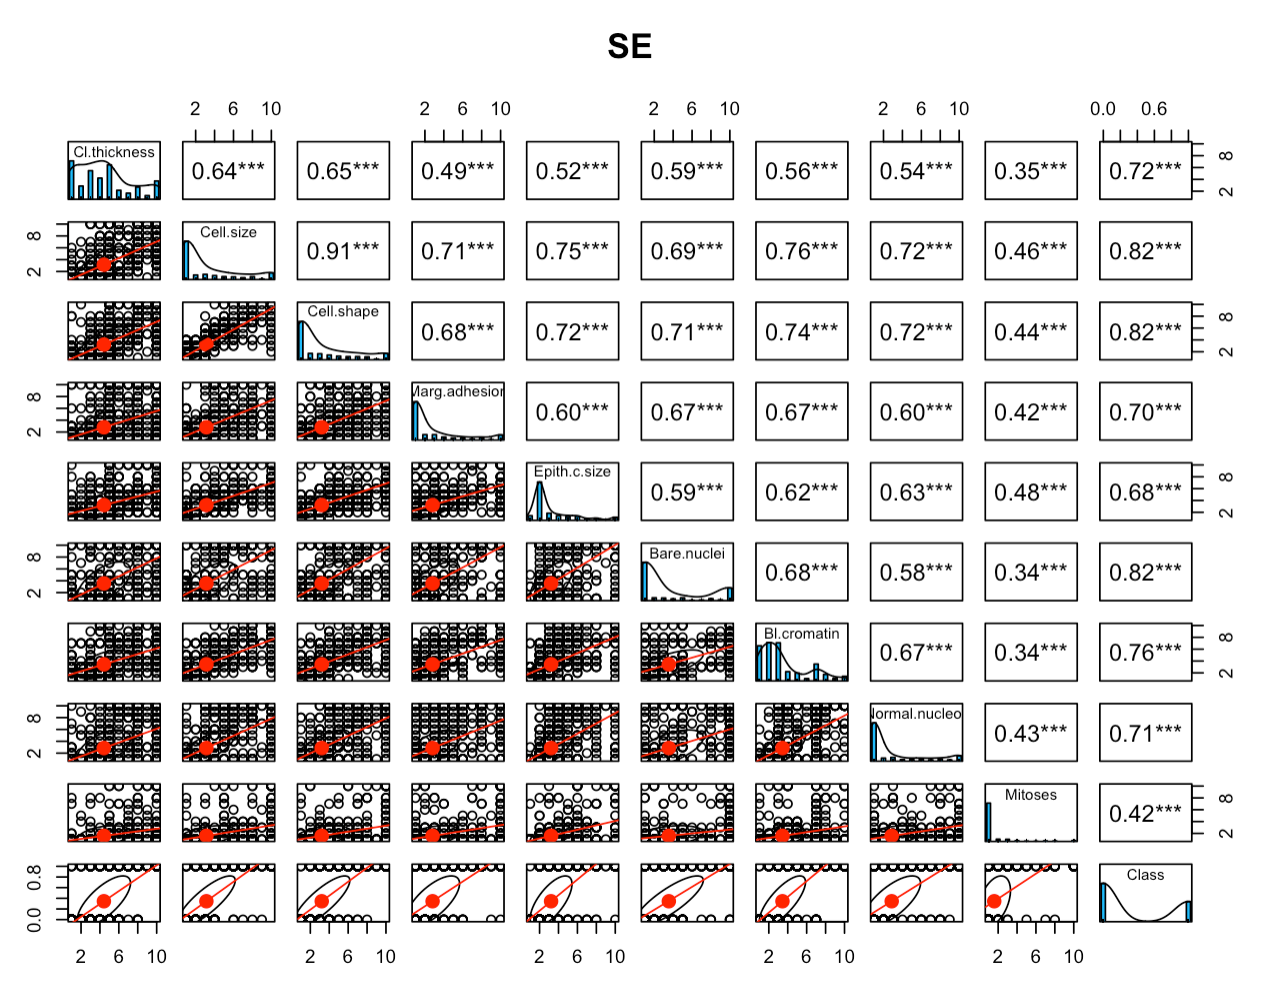 SE
2 6 10 2 6 10 2 6 10 2 6 10 0.0 0.6
Cl.thickness 0.64*** 0.65*** 0.49*** 0.52*** 0.59*** 0.56*** 0.54*** 0.35*** 0.72*** 2 8
2 8 Cell.size 0.91*** 0.71*** 0.75*** 0.69*** 0.76*** 0.72*** 0.46*** 0.82***
Cell.shape 0.68*** 0.72*** 0.71*** 0.74*** 0.72*** 0.44*** 0.82*** 2 8
2 8 Marg.adhesion 0.60*** 0.67*** 0.67*** 0.60*** 0.42*** 0.70***
Epith.c.size 0.59*** 0.62*** 0.63*** 0.48*** 0.68*** 2 8
2 8 Bare.nuclei 0.68*** 0.58*** 0.34*** 0.82***
Bl.cromatin 0.67*** 0.34*** 0.76*** 2 8
2 8 Normal.nucleo 0.43*** 0.71***
Mitoses 0.42*** 2 8
0.0 0.8 Class
2 6 10 2 6 10 2 6 10 2 6 10 2 6 10